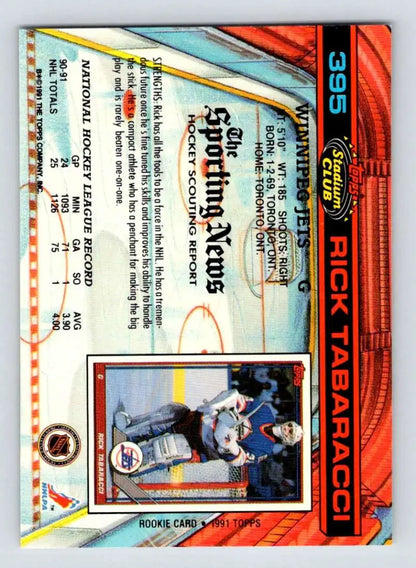 395
TOPPS
Stadium
CLUB
RICK TABARACCI
WINNIPEG JETS G
HT: 5'10" WT: 185 SHOOTS: RIGHT
BORN: 1-2-69, TORONTO, ONT.
HOME: TORONTO, ONT.
The
Sporting News
HOCKEY SCOUTING REPORT
STRENGTHS: Rick has all the tools to be a force in the NHL. He has a tremen-
dous future once he's fine tuned his skills and improves his ability to handle
the stick. He's a compact athlete who has a penchant for making the big
play and is rarely beaten one-on-one.
NATIONAL HOCKEY LEAGUE RECORD
GP MIN GA SO AVG
90-91 24 1093 71 1 3.90
NHL TOTALS 25 1126 75 1 4.00
B#©1991 THE TOPPS COMPANY, INC.
TOPPS
G RICK TABARACCI
ROOKIE CARD • 1991 TOPPS
NHL
NHLPA
TM